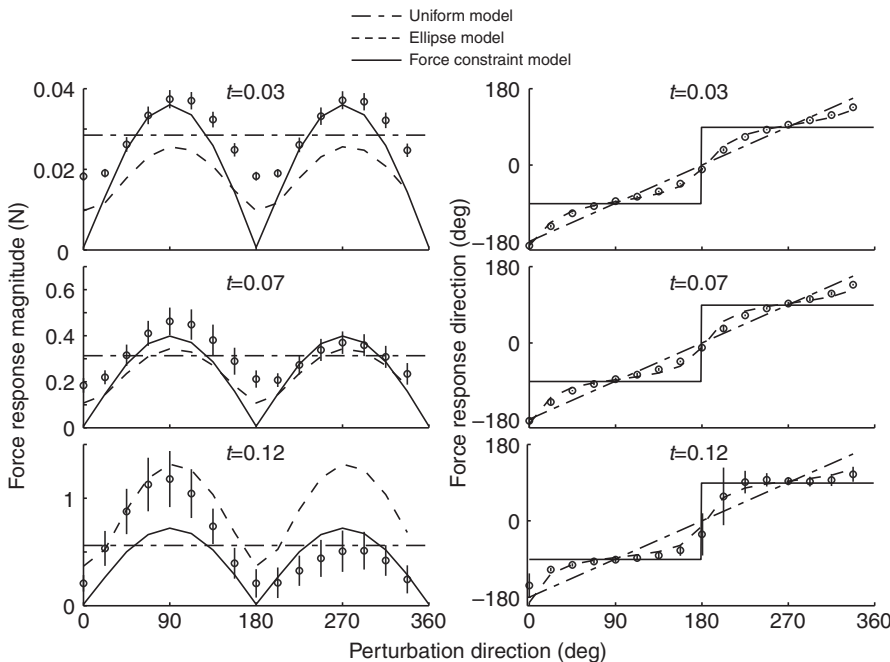 Uniform model
Ellipse model
Force constraint model
t=0.03
0.04
0.02
0
t=0.03
180
0
−180
t=0.07
0.6
0.4
0.2
0
t=0.07
180
0
−180
t=0.12
1
0
0 90 180 270 360
t=0.12
180
0
−180
0 90 180 270 360
Force response magnitude (N)
Force response direction (deg)
Perturbation direction (deg)